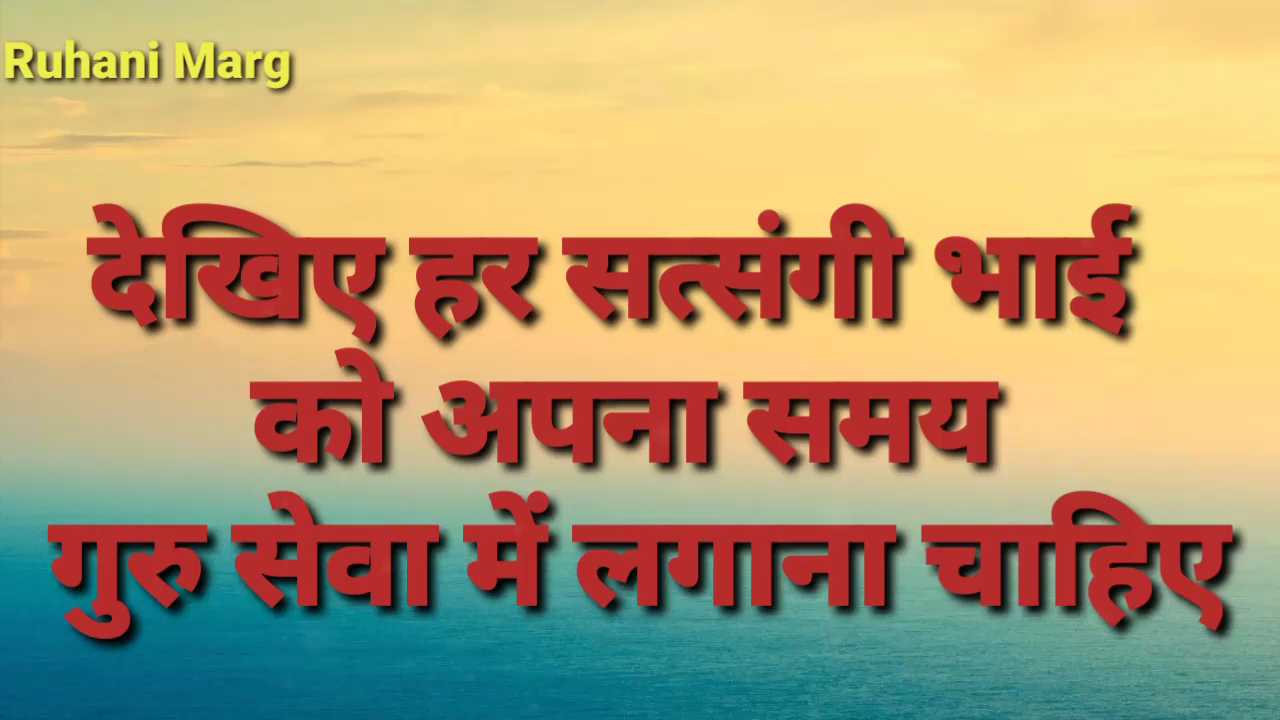 Ruhani Marg
देखिए हर सत्संगी भाई
को अपना समय
गुरु सेवा में लगाना चाहिए